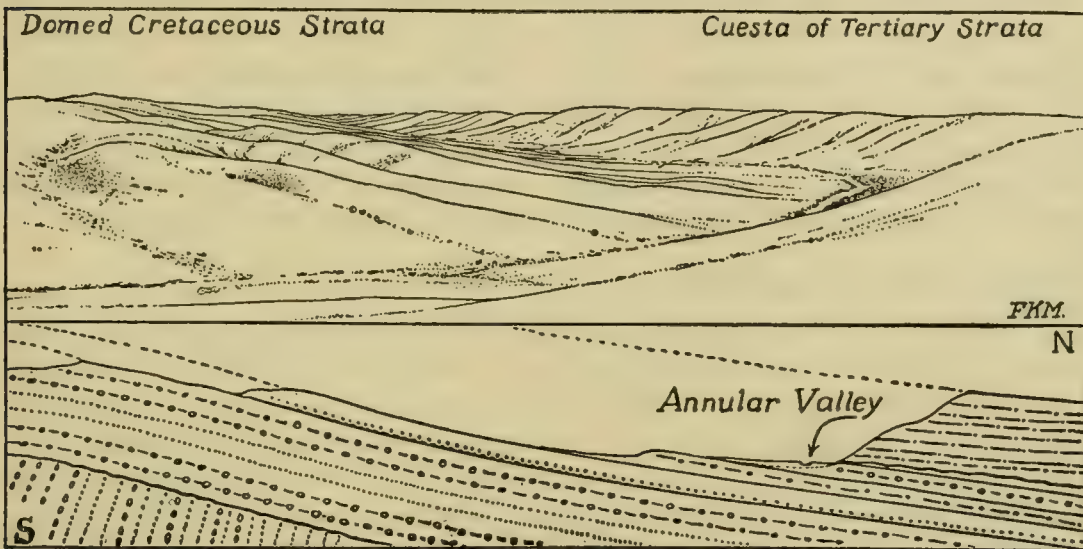 Domed Cretaceous Strata
Cuesta of Tertiary Strata
FKM.
N
Annular Valley
S